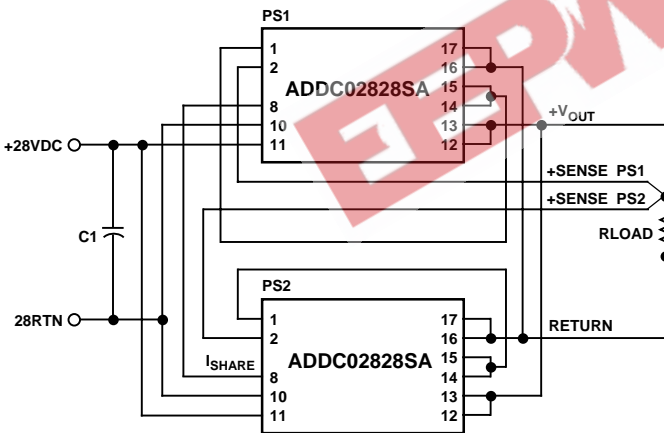 PS1
1 17
2 16
ADDC02828SA
15
8 14
10 13
+VOUT
+28VDC
11 12
+SENSE PS1
+SENSE PS2
C1
RLOAD
PS2
28RTN
1 17
RETURN
2 16
ISHARE
ADDC02828SA
15
8 14
10 13
11 12
EEPW